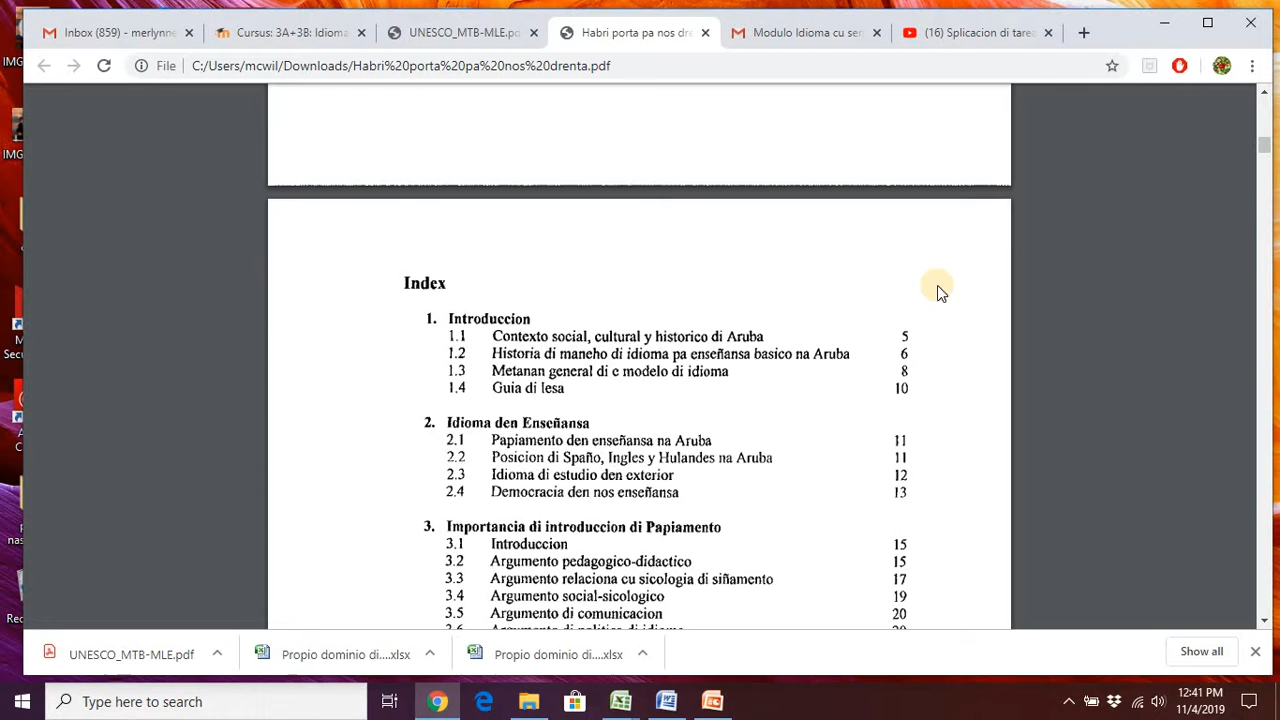 Inbox (859) - merlynne
Cursus: 3A+3B: Idioma
UNESCO_MTB-MLE.pd
Habri porta pa nos dre
Modulo Idioma cu ser
(16) Splicacion di tarea
File
C:/Users/mcwil/Downloads/Habri%20porta%20pa%20nos%20drenta.pdf
IMG
IMG
Index
1. Introduccion
1.1 Contexto social, cultural y historico di Aruba 5
1.2 Historia di maneho di idioma pa enseñansa basico na Aruba 6
1.3 Metanan general di e modelo di idioma 8
1.4 Guia di lesa 10
2. Idioma den Enseñansa
2.1 Papiamento den enseñansa na Aruba 11
2.2 Posicion di Spaño, Ingles y Hulandes na Aruba 11
2.3 Idioma di estudio den exterior 12
2.4 Democracia den nos enseñansa 13
3. Importancia di introduccion di Papiamento
3.1 Introduccion 15
3.2 Argumento pedagogico-didactico 15
3.3 Argumento relaciona cu sicologia di siñamento 17
3.4 Argumento social-sicologico 19
3.5 Argumento di comunicacion 20
UNESCO_MTB-MLE.pdf
Propio dominio di....xlsx
Propio dominio di....xlsx
Show all
Type here to search
12:41 PM
11/4/2019